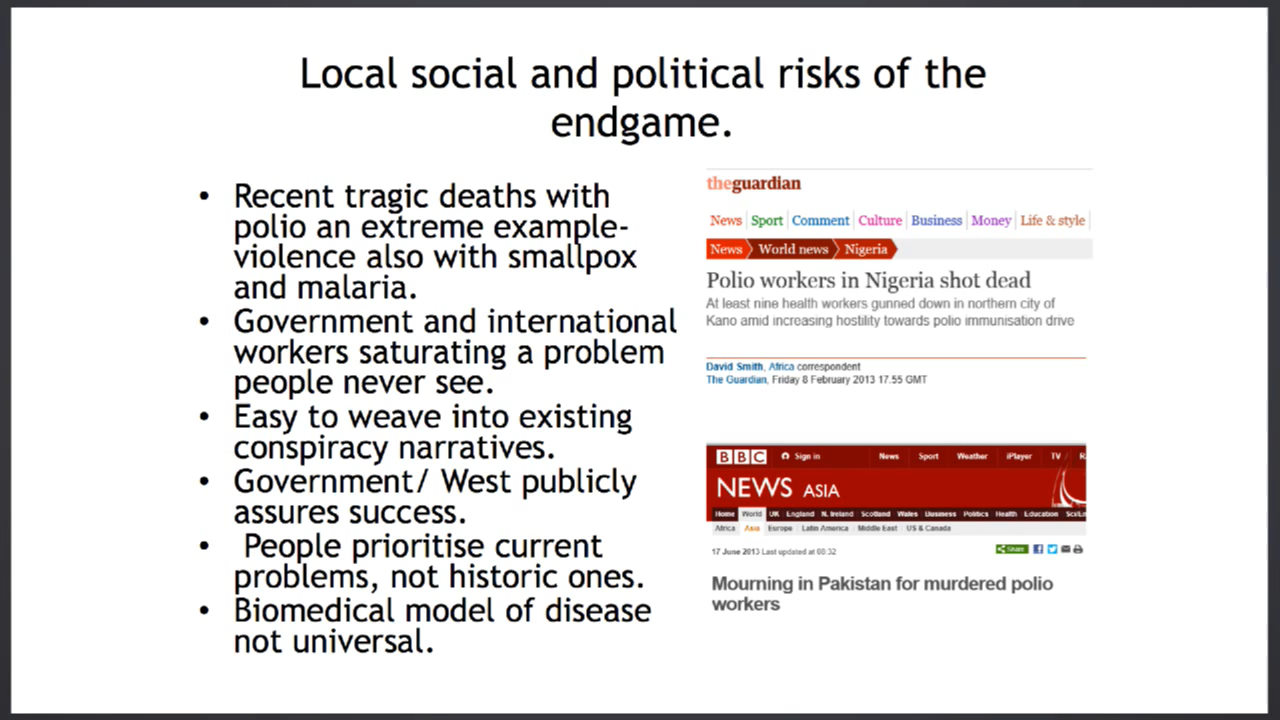 Local social and political risks of the
endgame.
• Recent tragic deaths with
polio an extreme example-
violence also with smallpox
and malaria.
• Government and international
workers saturating a problem
people never see.
• Easy to weave into existing
conspiracy narratives.
• Government/ West publicly
assures success.
• People prioritise current
problems, not historic ones.
• Biomedical model of disease
not universal.
theguardian
News Sport Comment Culture Business Money Life & style
News World news Nigeria
Polio workers in Nigeria shot dead
At least nine health workers gunned down in northern city of
Kano amid increasing hostility towards polio immunisation drive
David Smith, Africa correspondent
The Guardian, Friday 8 February 2013 17.55 GMT
BBC Sign in News Sport Weather iPlayer TV
NEWS ASIA
Home World UK England N. Ireland Scotland Wales Business Politics Health Education
Africa Asia Europe Latin America Middle East US & Canada
17 June 2013 Last updated at 08:32
Share
Mourning in Pakistan for murdered polio
workers